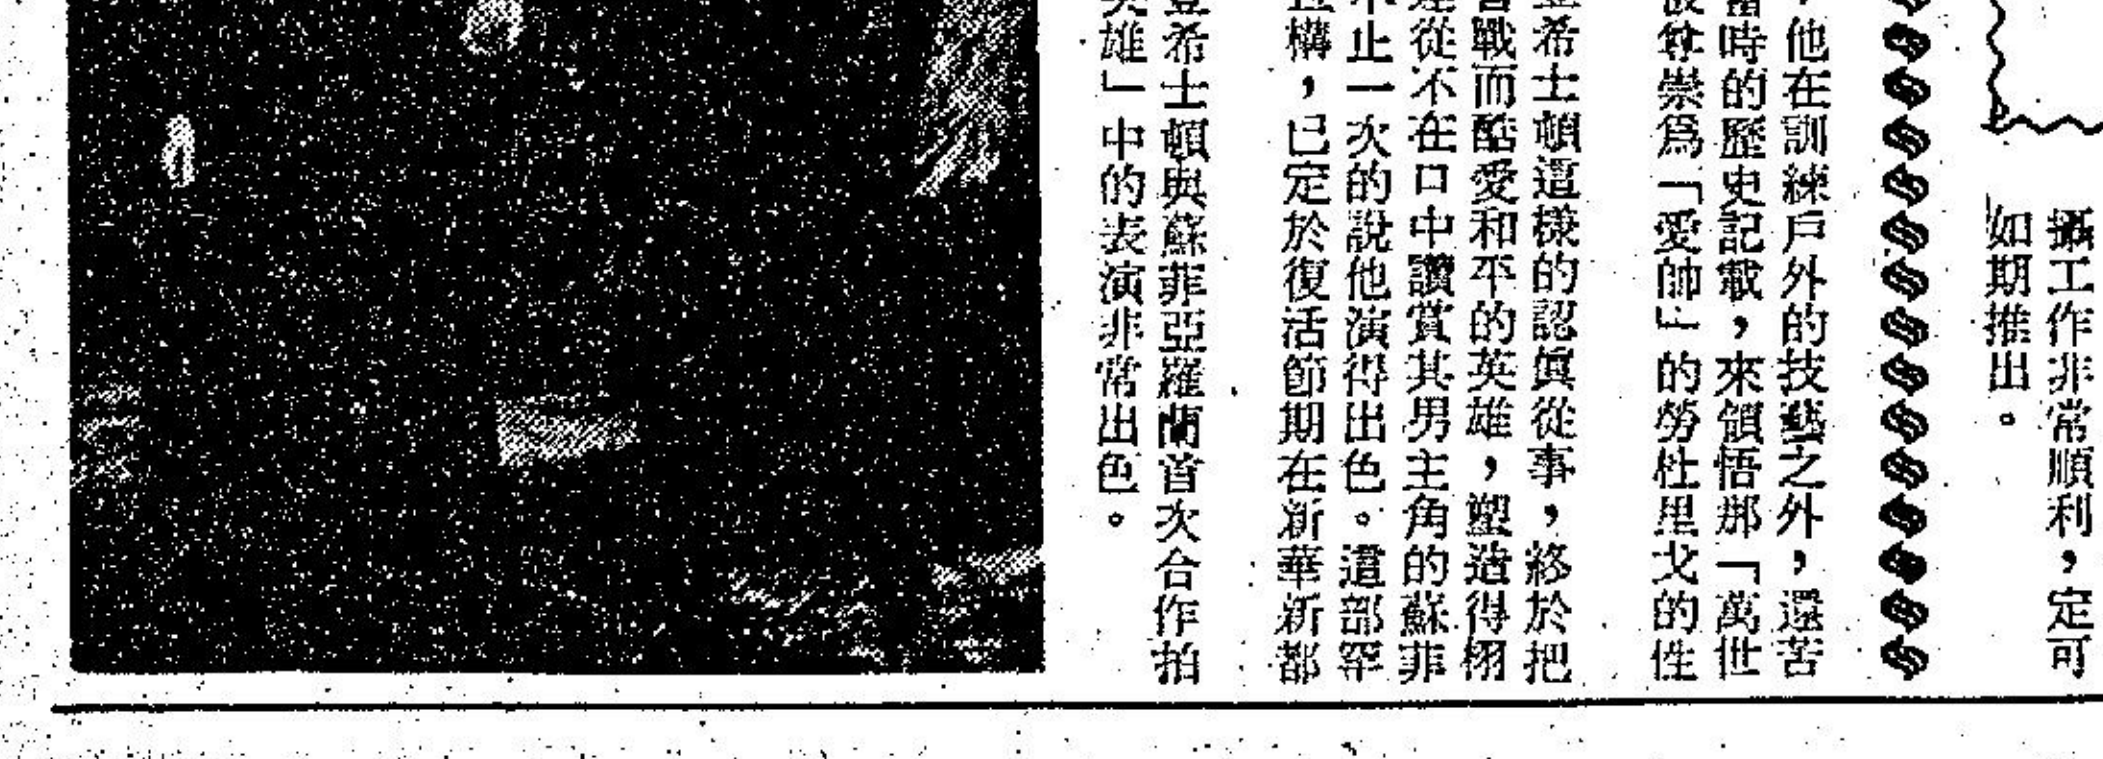 攝工作非常順利，定可
如期推出。
，他在訓練戶外的技藝之外，還苦
當時的歷史記載，來領悟那「萬世
被尊崇爲「愛帥」的勞杜里戈的性
登希士頓這樣的認眞從事，終於把
善戰而酷愛和平的英雄，塑造得栩
連從不在口中讚賞其男主角的蘇菲
不止一次的說他演得出色。這部罕
構，已定於復活節期在新華新都
登希士頓與蘇菲亞羅蘭首次合作拍
英雄」中的表演非常出色。